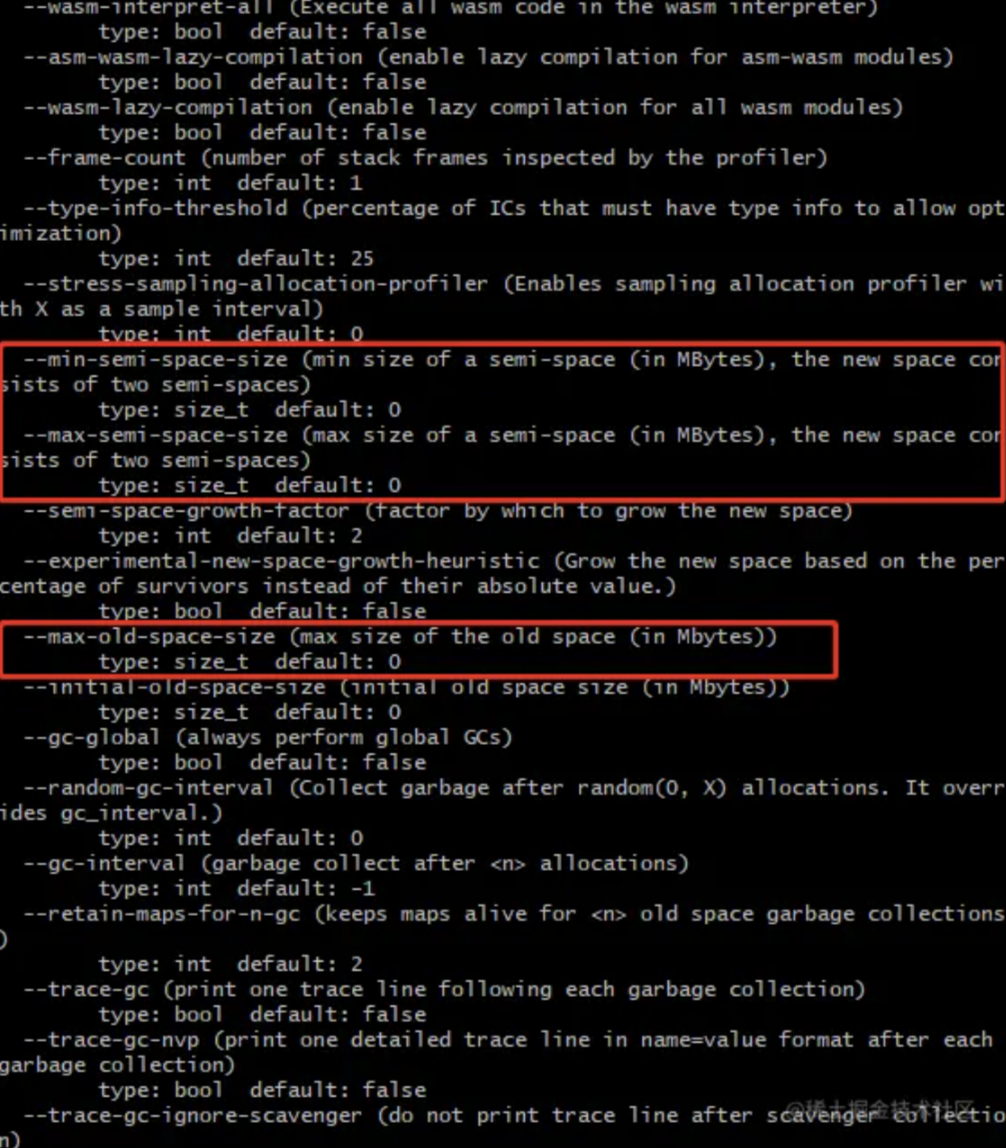 --wasm-interpret-all (Execute all wasm code in the wasm interpreter)
type: bool  default: false
--asm-wasm-lazy-compilation (enable lazy compilation for asm-wasm modules)
type: bool  default: false
--wasm-lazy-compilation (enable lazy compilation for all wasm modules)
type: bool  default: false
--frame-count (number of stack frames inspected by the profiler)
type: int  default: 1
--type-info-threshold (percentage of ICs that must have type info to allow opt
imization)
type: int  default: 25
--stress-sampling-allocation-profiler (Enables sampling allocation profiler wi
th X as a sample interval)
type: int  default: 0
--min-semi-space-size (min size of a semi-space (in MBytes), the new space con
sists of two semi-spaces)
type: size_t  default: 0
--max-semi-space-size (max size of a semi-space (in MBytes), the new space con
sists of two semi-spaces)
type: size_t  default: 0
--semi-space-growth-factor (factor by which to grow the new space)
type: int  default: 2
--experimental-new-space-growth-heuristic (Grow the new space based on the per
centage of survivors instead of their absolute value.)
type: bool  default: false
--max-old-space-size (max size of the old space (in Mbytes))
type: size_t  default: 0
--initial-old-space-size (initial old space size (in Mbytes))
type: size_t  default: 0
--gc-global (always perform global GCs)
type: bool  default: false
--random-gc-interval (Collect garbage after random(0, X) allocations. It overr
ides gc_interval.)
type: int  default: 0
--gc-interval (garbage collect after <n> allocations)
type: int  default: -1
--retain-maps-for-n-gc (keeps maps alive for <n> old space garbage collections
)
type: int  default: 2
--trace-gc (print one trace line following each garbage collection)
type: bool  default: false
--trace-gc-nvp (print one detailed trace line in name=value format after each
garbage collection)
type: bool  default: false
--trace-gc-ignore-scavenger (do not print trace line after scavenger collectio
n)
@稀土掘金技术社区